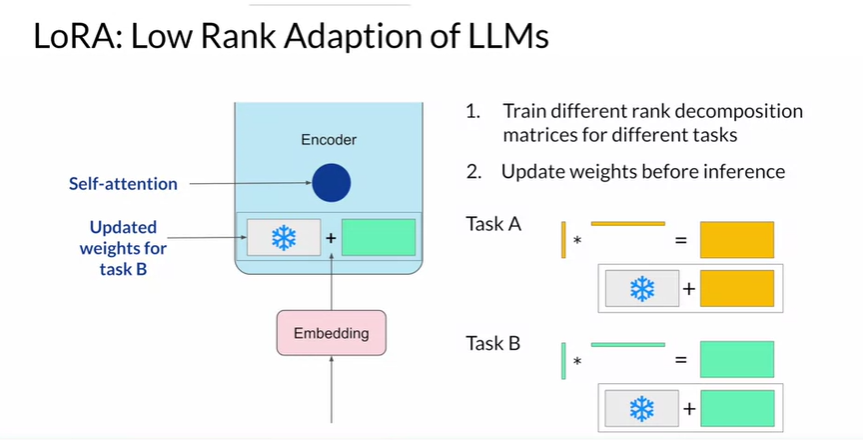 LoRA: Low Rank Adaption of LLMs
Encoder
Self-attention
Updated
weights for
task B
+
Embedding
1. Train different rank decomposition
matrices for different tasks
2. Update weights before inference
Task A
* =
+
Task B
* =
+